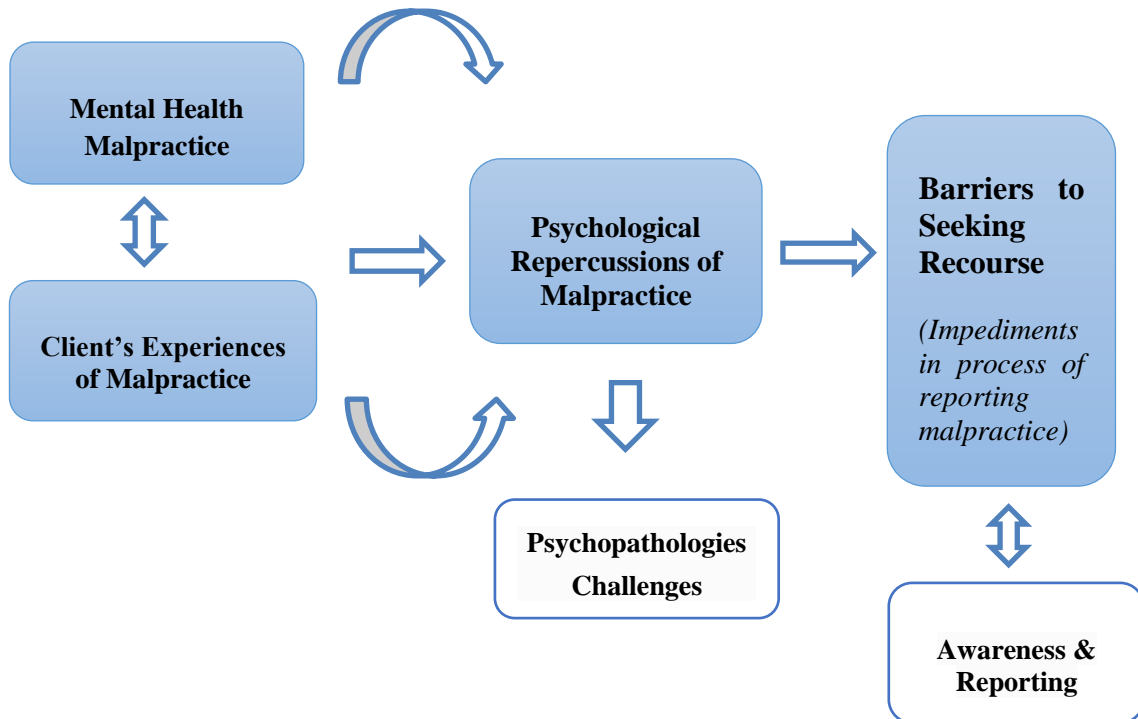 Mental Health
Malpractice
Client’s Experiences
of Malpractice
Psychological
Repercussions of
Malpractice
Psychopathologies
Challenges
Barriers to
Seeking
Recourse
(Impediments
in process of
reporting
malpractice)
Awareness &
Reporting